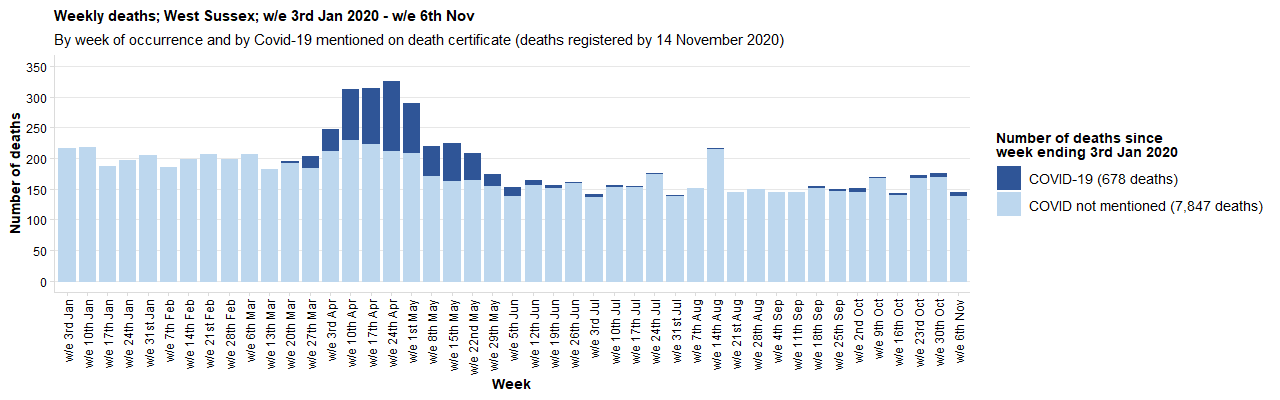 Weekly deaths; West Sussex; w/e 3rd Jan 2020 - w/e 6th Nov
By week of occurrence and by Covid-19 mentioned on death certificate (deaths registered by 14 November 2020)
Number of deaths
350
300
250
200
150
100
50
0
w/e 3rd Jan
w/e 10th Jan
w/e 17th Jan
w/e 24th Jan
w/e 31st Jan
w/e 7th Feb
w/e 14th Feb
w/e 21st Feb
w/e 28th Feb
w/e 6th Mar
w/e 13th Mar
w/e 20th Mar
w/e 27th Mar
w/e 3rd Apr
w/e 10th Apr
w/e 17th Apr
w/e 24th Apr
w/e 1st May
w/e 8th May
w/e 15th May
w/e 22nd May
w/e 29th May
w/e 5th Jun
w/e 12th Jun
w/e 19th Jun
w/e 26th Jun
w/e 3rd Jul
w/e 10th Jul
w/e 17th Jul
w/e 24th Jul
w/e 31st Jul
w/e 7th Aug
w/e 14th Aug
w/e 21st Aug
w/e 28th Aug
w/e 4th Sep
w/e 11th Sep
w/e 18th Sep
w/e 25th Sep
w/e 2nd Oct
w/e 9th Oct
w/e 16th Oct
w/e 23rd Oct
w/e 30th Oct
w/e 6th Nov
Week
Number of deaths since
week ending 3rd Jan 2020
COVID-19 (678 deaths)
COVID not mentioned (7,847 deaths)